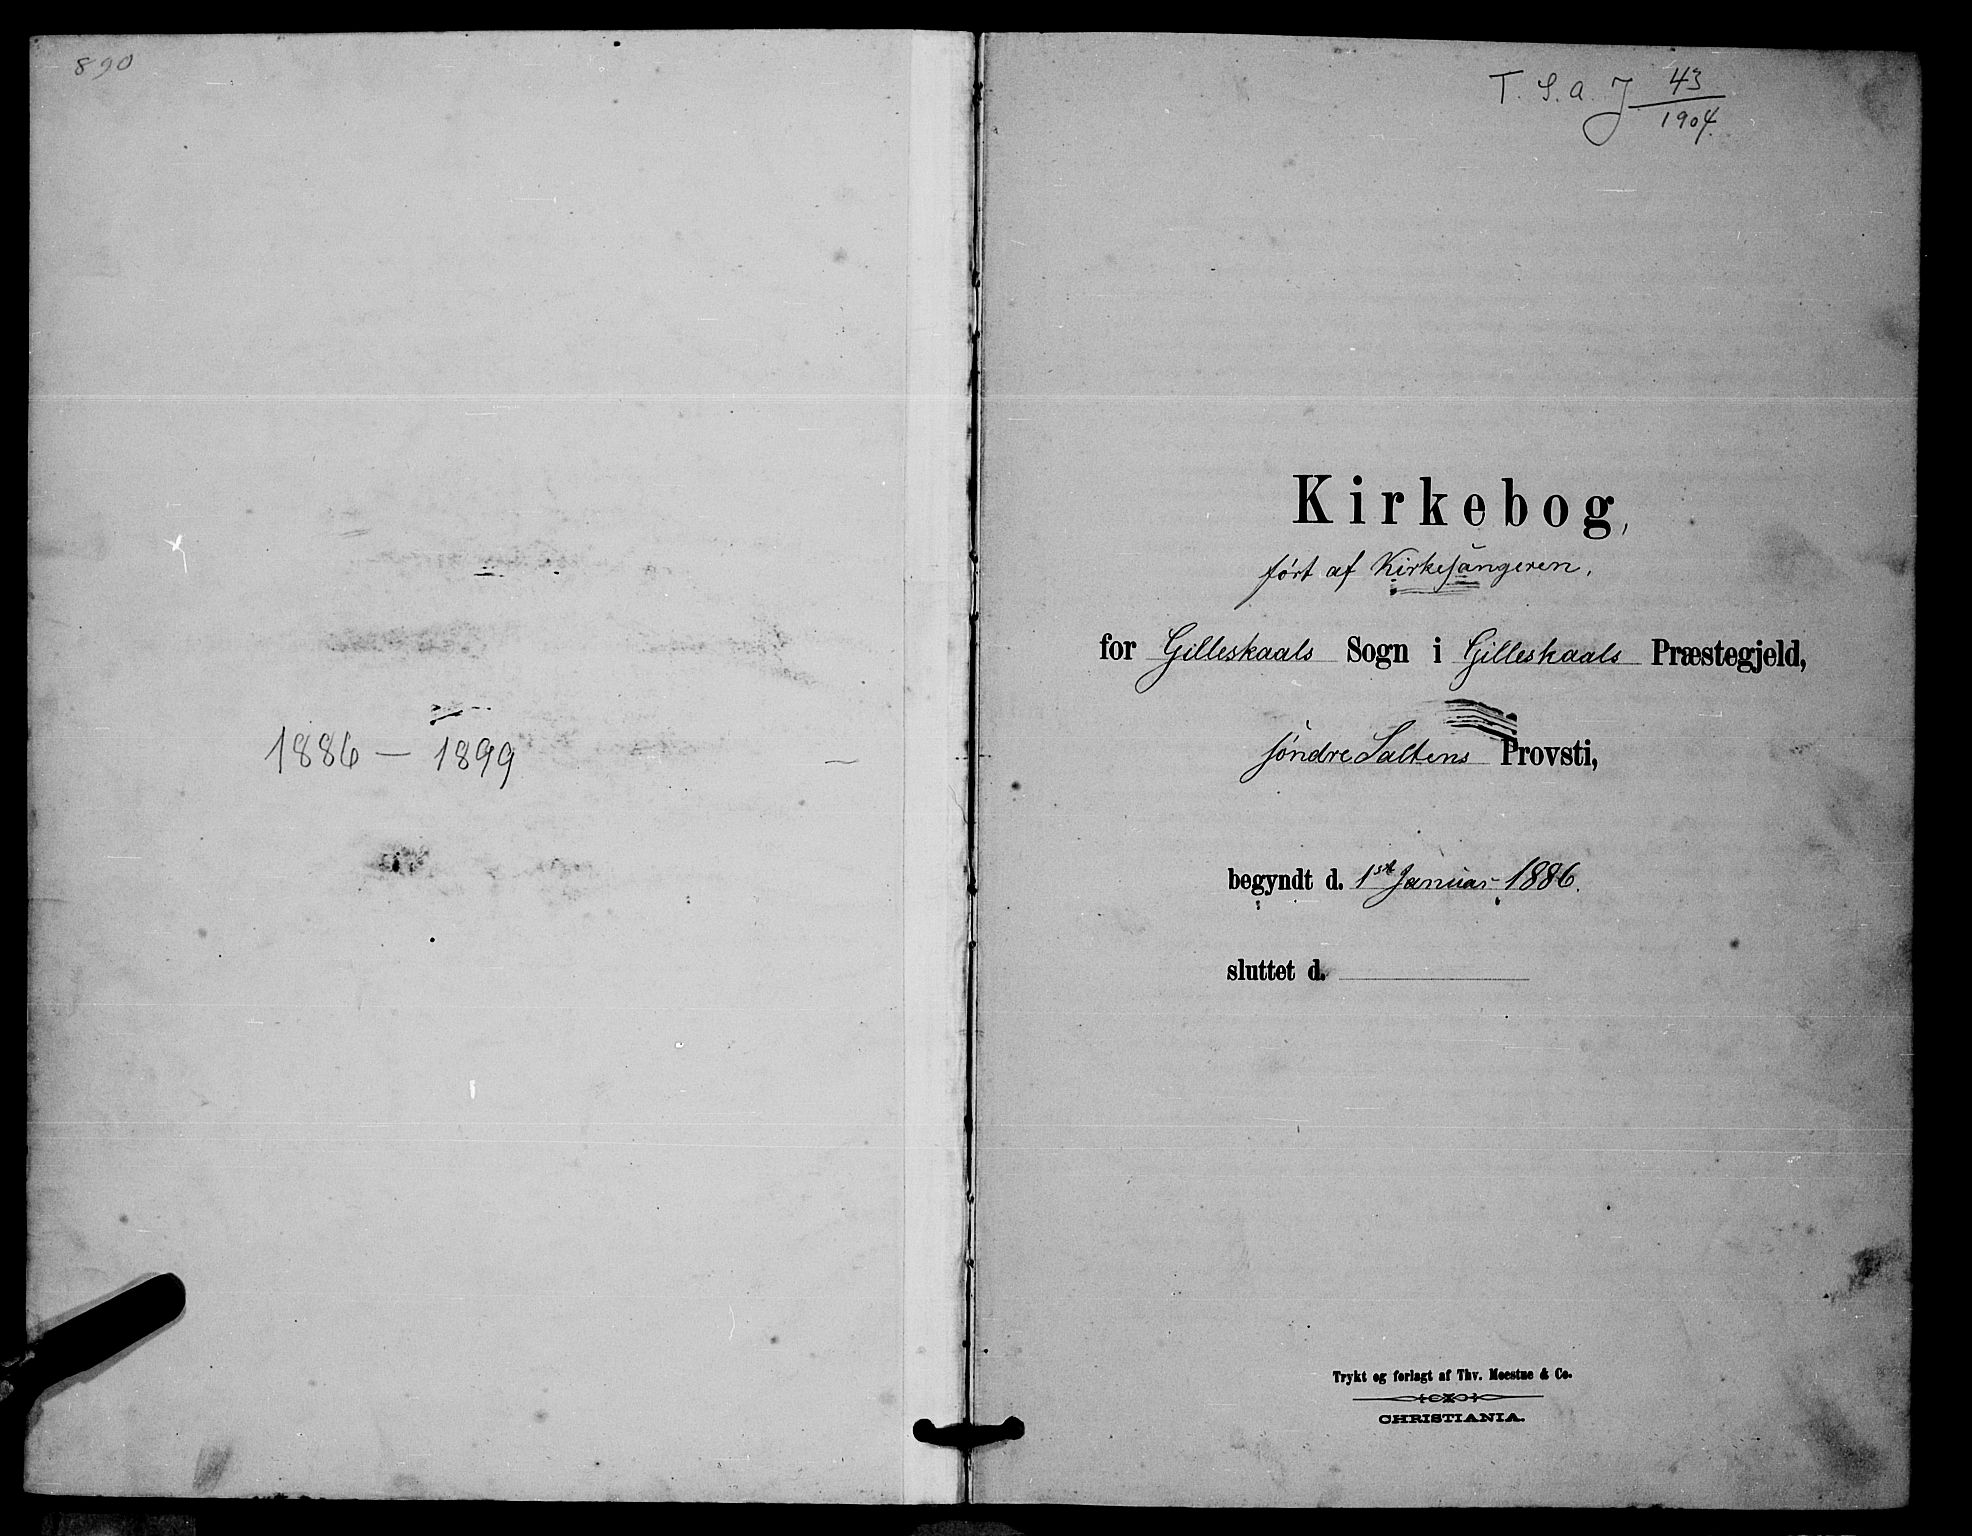 890
1886 — 1899
T. S. a. J 43/1904.
Kirkebog,
ført af Kirkesangeren,
for Gilleskaals Sogn i Gilleskaals Præstegjeld,
søndre Saltens Provsti,
begyndt d. 1st Januar 1886.
sluttet d.
Trykt og forlagt af Thv. Moestue & Co.
CHRISTIANIA.